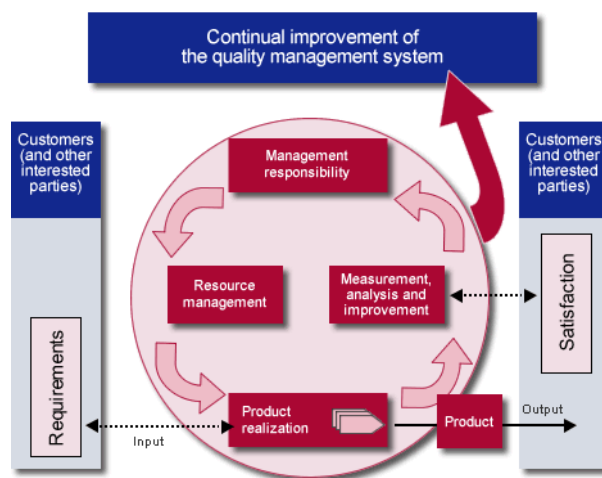 Continual improvement of
the quality management system
Customers
(and other
interested
parties)
Customers
(and other
interested
parties)
Management
responsibility
Resource
management
Measurement,
analysis and
improvement
Satisfaction
Requirements
Product
realization
Product
Input
Output